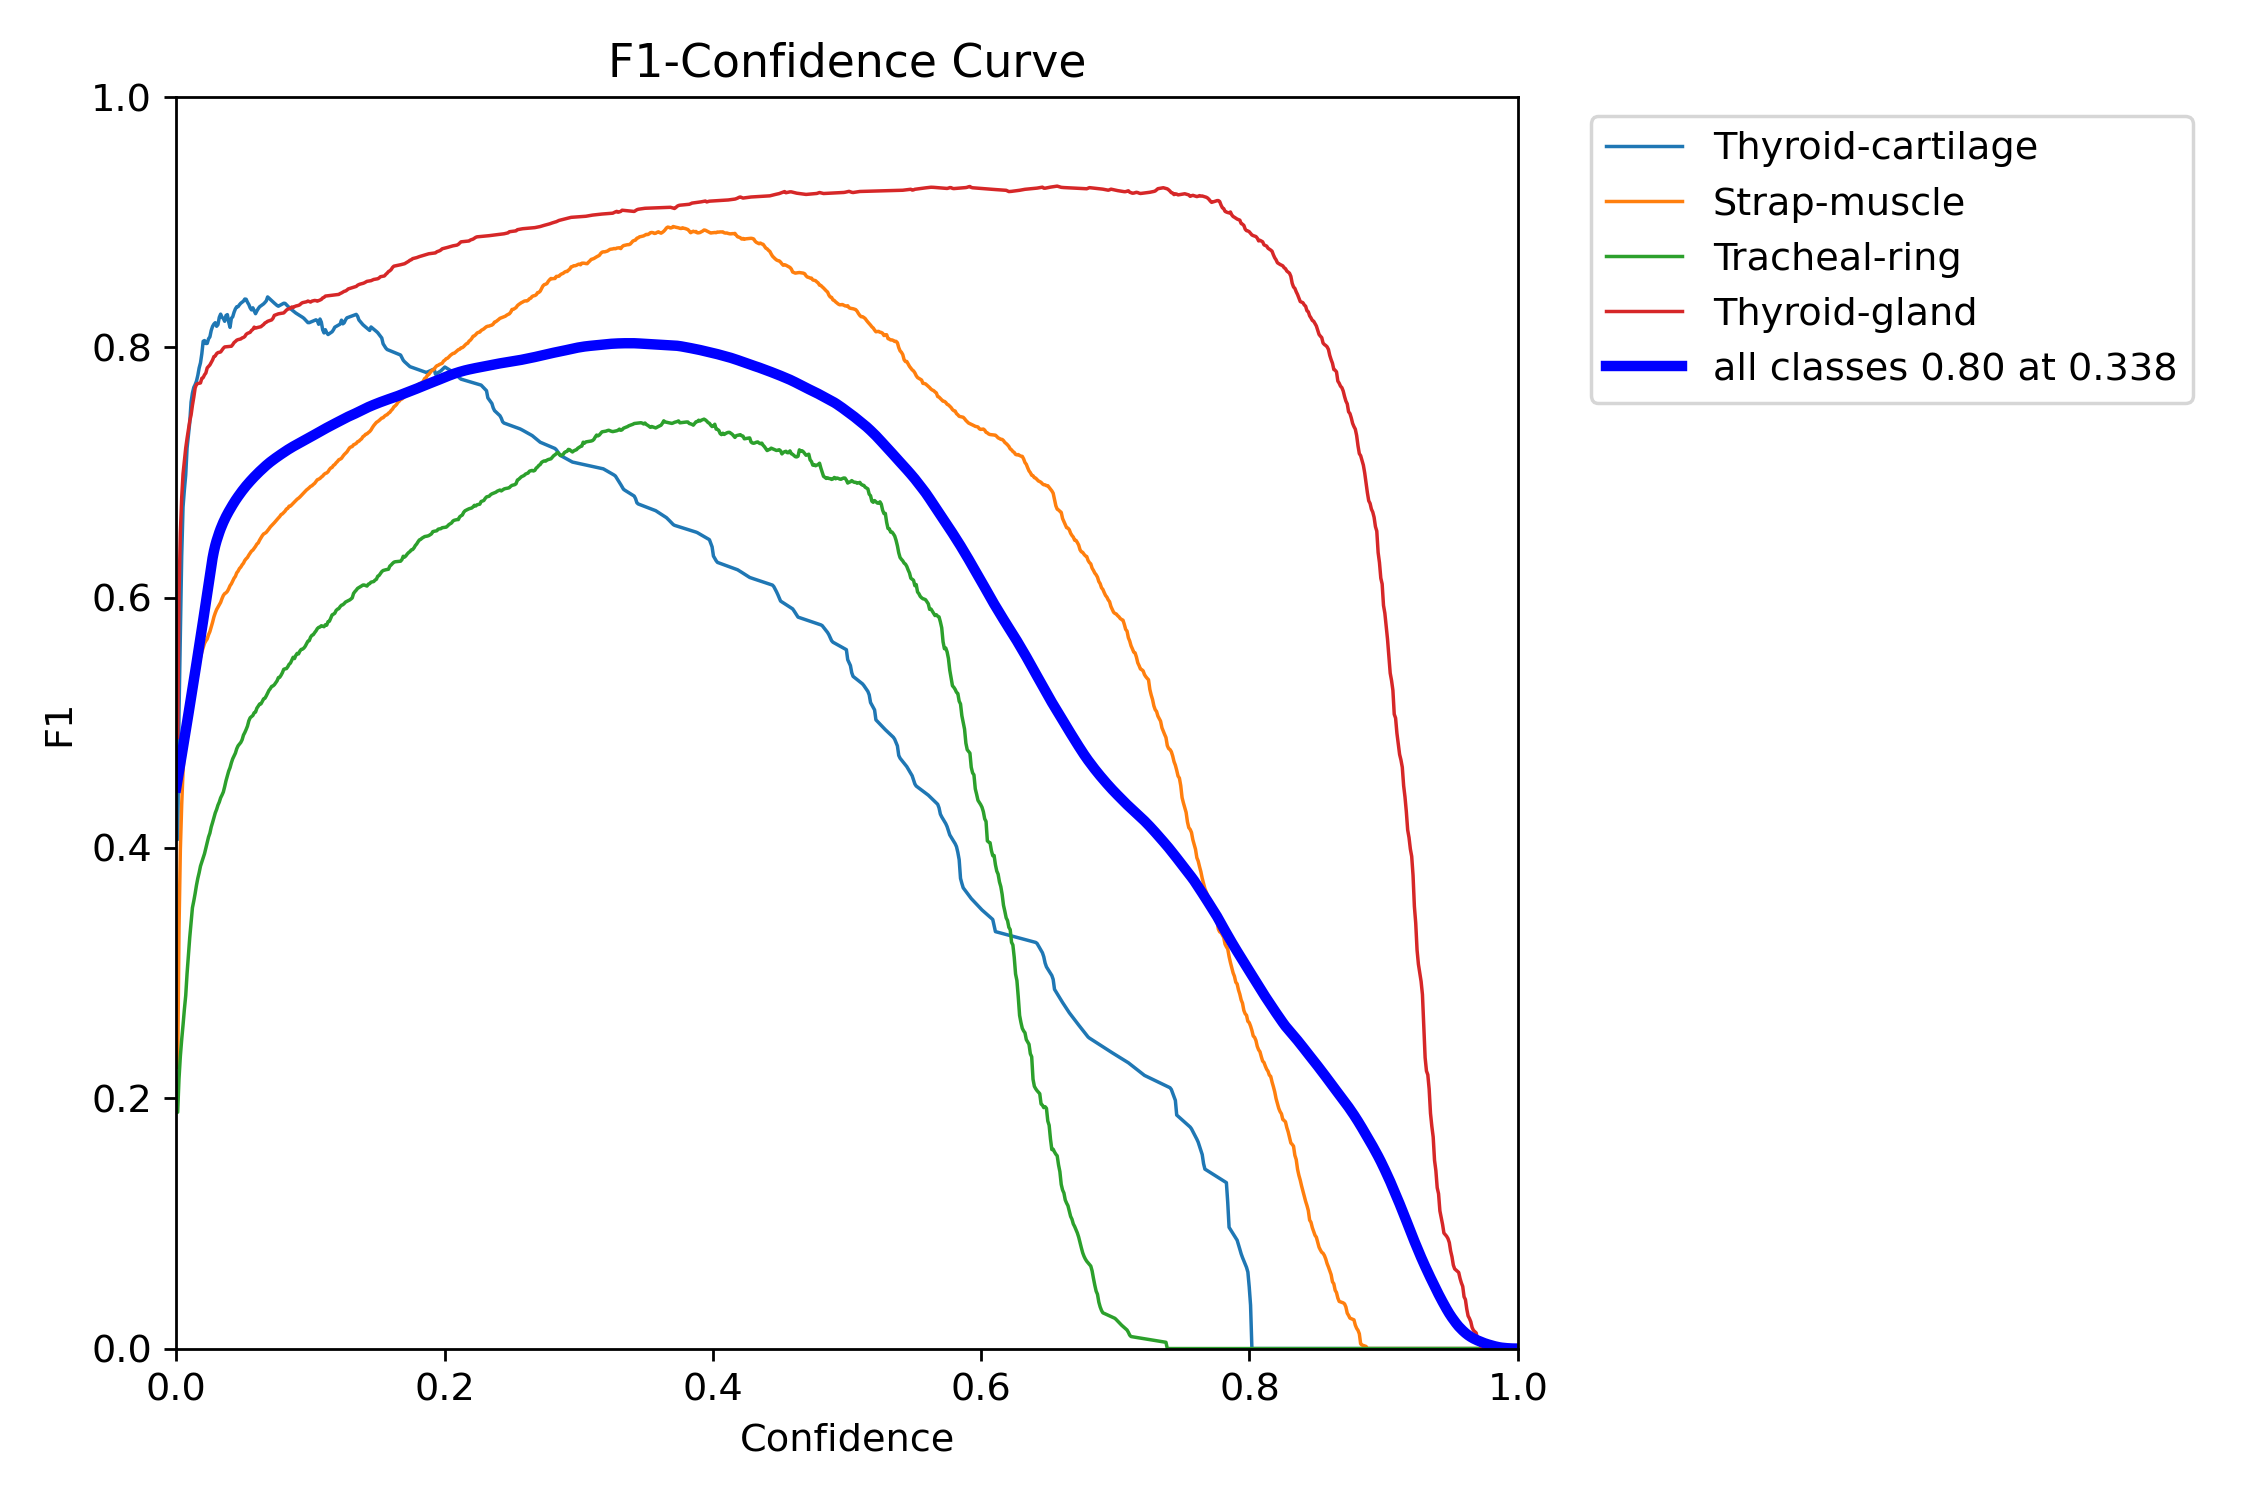 F1-Confidence Curve
1.0
0.8
0.6
0.4
0.2
0.0
F1
0.0 0.2 0.4 0.6 0.8 1.0
Confidence
Thyroid-cartilage
Strap-muscle
Tracheal-ring
Thyroid-gland
all classes 0.80 at 0.338